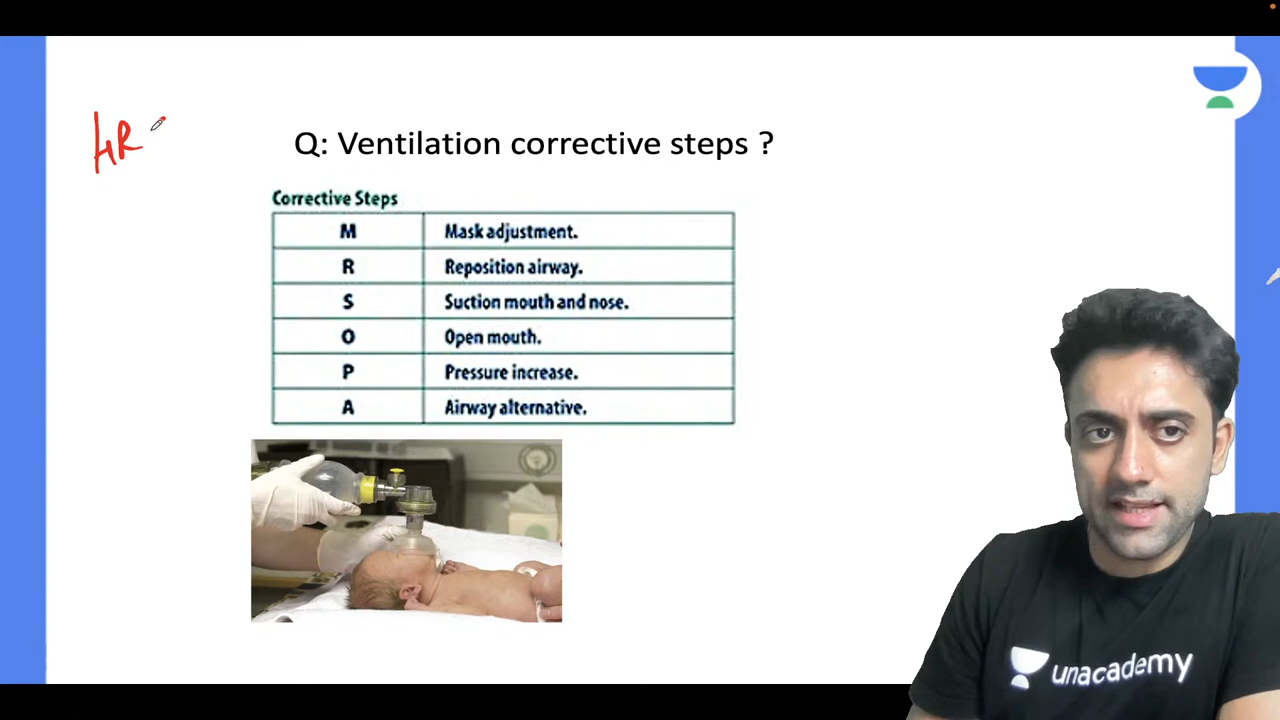 HR
Q: Ventilation corrective steps ?
Corrective Steps
M Mask adjustment.
R Reposition airway.
S Suction mouth and nose.
O Open mouth.
P Pressure increase.
A Airway alternative.
unacademy